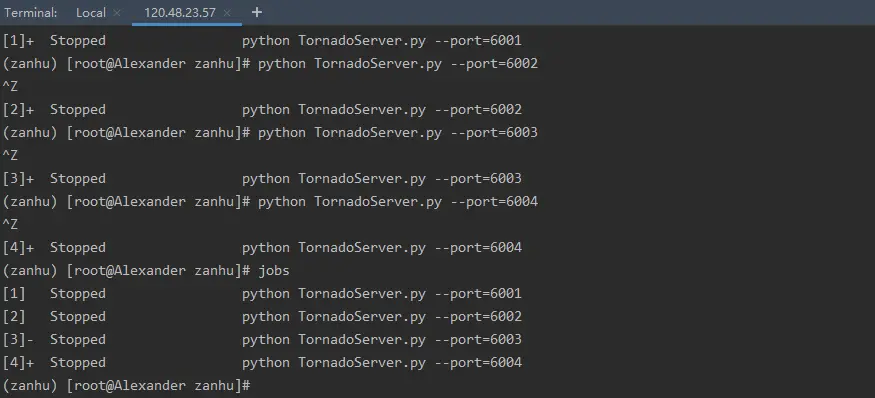 Terminal: Local × 120.48.23.57 × +
[1]+  Stopped                 python TornadoServer.py --port=6001
(zanhu) [root@Alexander zanhu]# python TornadoServer.py --port=6002
^Z
[2]+  Stopped                 python TornadoServer.py --port=6002
(zanhu) [root@Alexander zanhu]# python TornadoServer.py --port=6003
^Z
[3]+  Stopped                 python TornadoServer.py --port=6003
(zanhu) [root@Alexander zanhu]# python TornadoServer.py --port=6004
^Z
[4]+  Stopped                 python TornadoServer.py --port=6004
(zanhu) [root@Alexander zanhu]# jobs
[1]   Stopped                 python TornadoServer.py --port=6001
[2]   Stopped                 python TornadoServer.py --port=6002
[3]-  Stopped                 python TornadoServer.py --port=6003
[4]+  Stopped                 python TornadoServer.py --port=6004
(zanhu) [root@Alexander zanhu]#